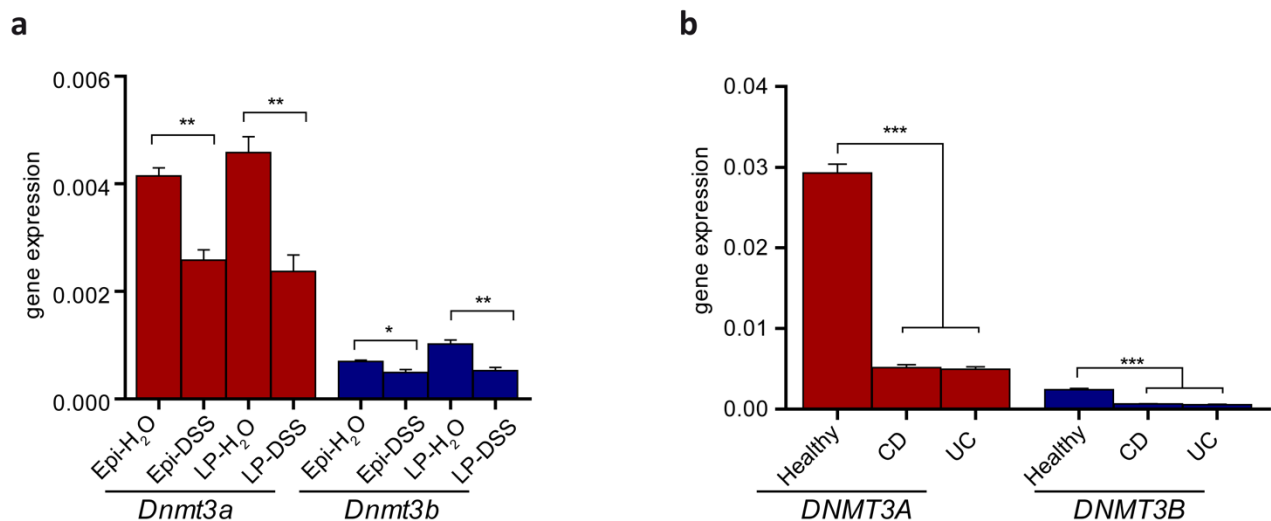 a
gene expression
0.006
0.004
0.002
0.000
**
**
*
**
Epi-H₂O
Epi-DSS
LP-H₂O
LP-DSS
Epi-H₂O
Epi-DSS
LP-H₂O
LP-DSS
Dnmt3a
Dnmt3b
b
gene expression
0.04
0.03
0.02
0.01
0.00
***
***
Healthy
CD
UC
Healthy
CD
UC
DNMT3A
DNMT3B